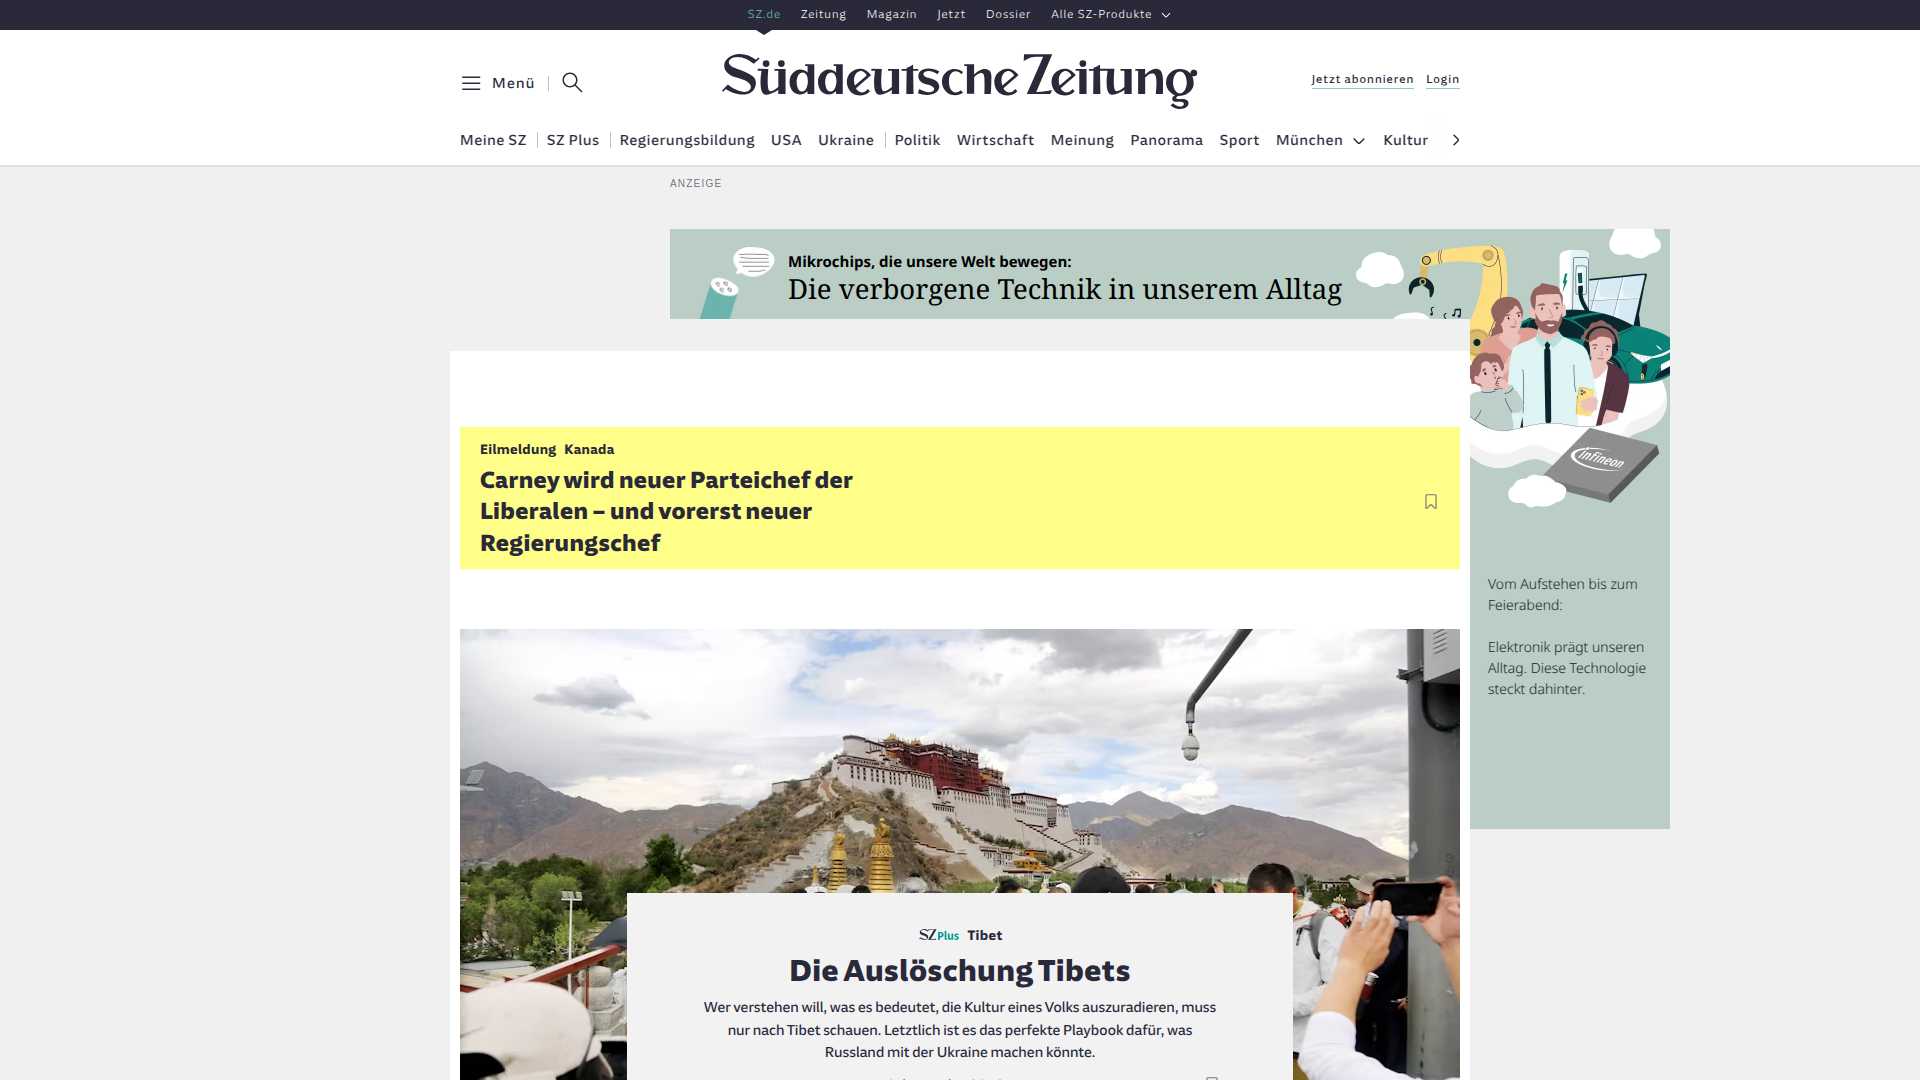 SZ.de Zeitung Magazin Jetzt Dossier Alle SZ-Produkte
Menü
Süddeutsche Zeitung
Jetzt abonnieren Login
Meine SZ SZ Plus Regierungsbildung USA Ukraine Politik Wirtschaft Meinung Panorama Sport München Kultur
ANZEIGE
Mikrochips, die unsere Welt bewegen:
Die verborgene Technik in unserem Alltag
infineon
Vom Aufstehen bis zum
Feierabend:
Elektronik prägt unseren
Alltag. Diese Technologie
steckt dahinter.
Eilmeldung Kanada
Carney wird neuer Parteichef der
Liberalen – und vorerst neuer
Regierungschef
SZ Plus Tibet
Die Auslöschung Tibets
Wer verstehen will, was es bedeutet, die Kultur eines Volks auszuradieren, muss
nur nach Tibet schauen. Letztlich ist es das perfekte Playbook dafür, was
Russland mit der Ukraine machen könnte.